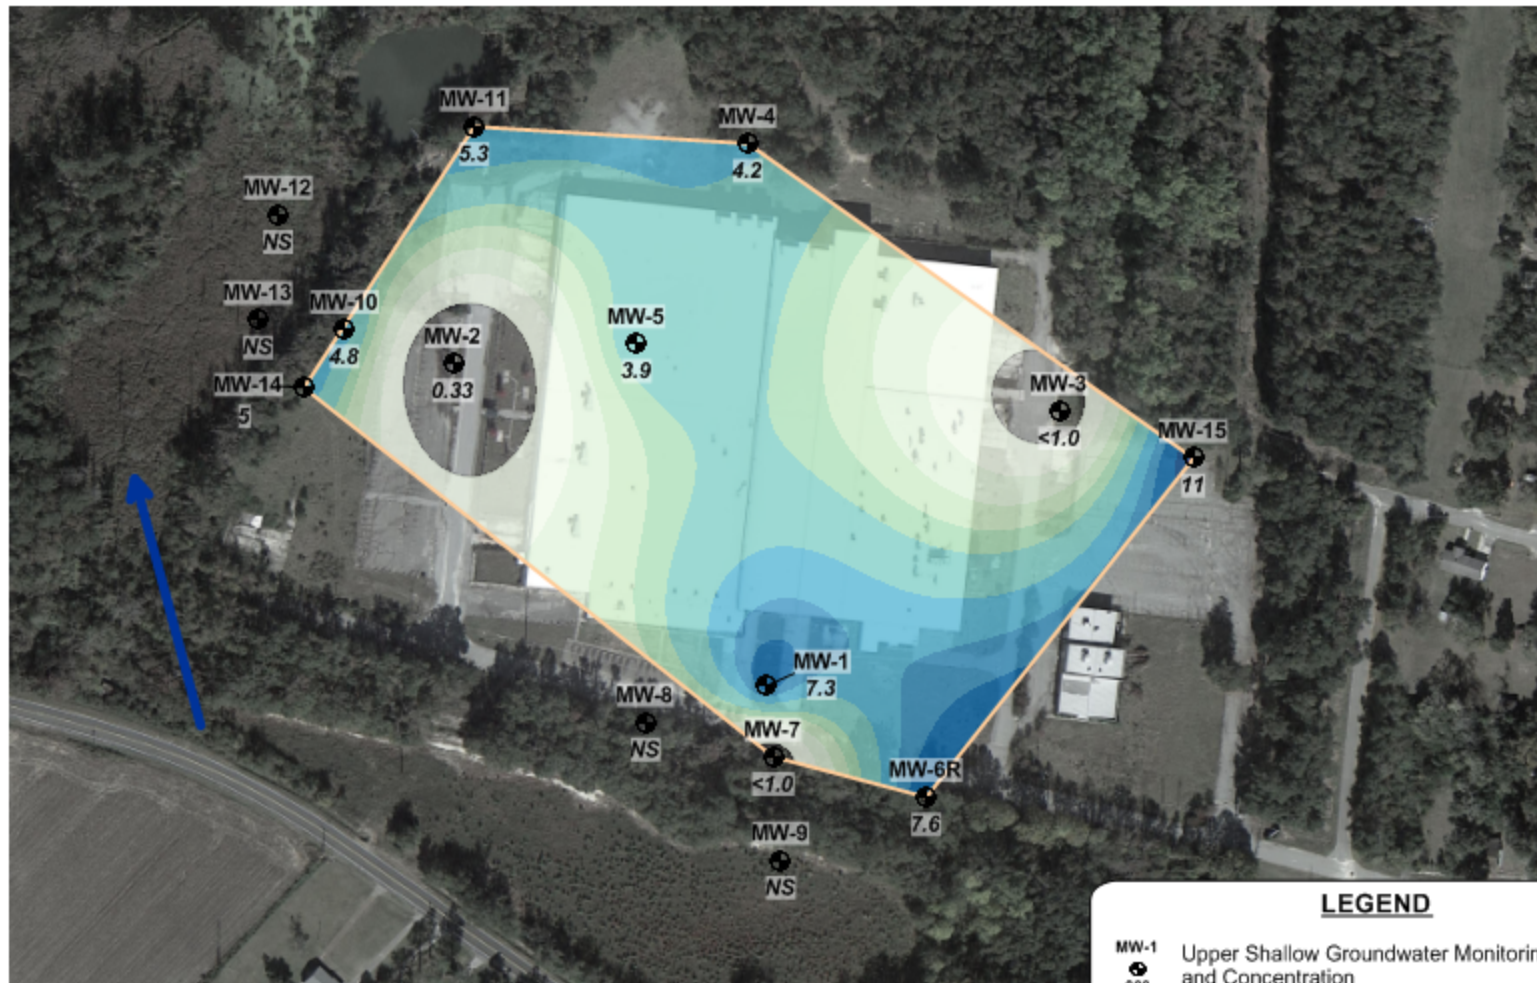 MW-11
5.3
MW-4
4.2
MW-12
NS
MW-13
NS
MW-10
4.8
MW-2
0.33
MW-5
3.9
MW-14
5
MW-3
<1.0
MW-15
11
MW-1
7.3
MW-8
NS
MW-7
<1.0
MW-6R
7.6
MW-9
NS
LEGEND
MW-1
Upper Shallow Groundwater
and Concentration